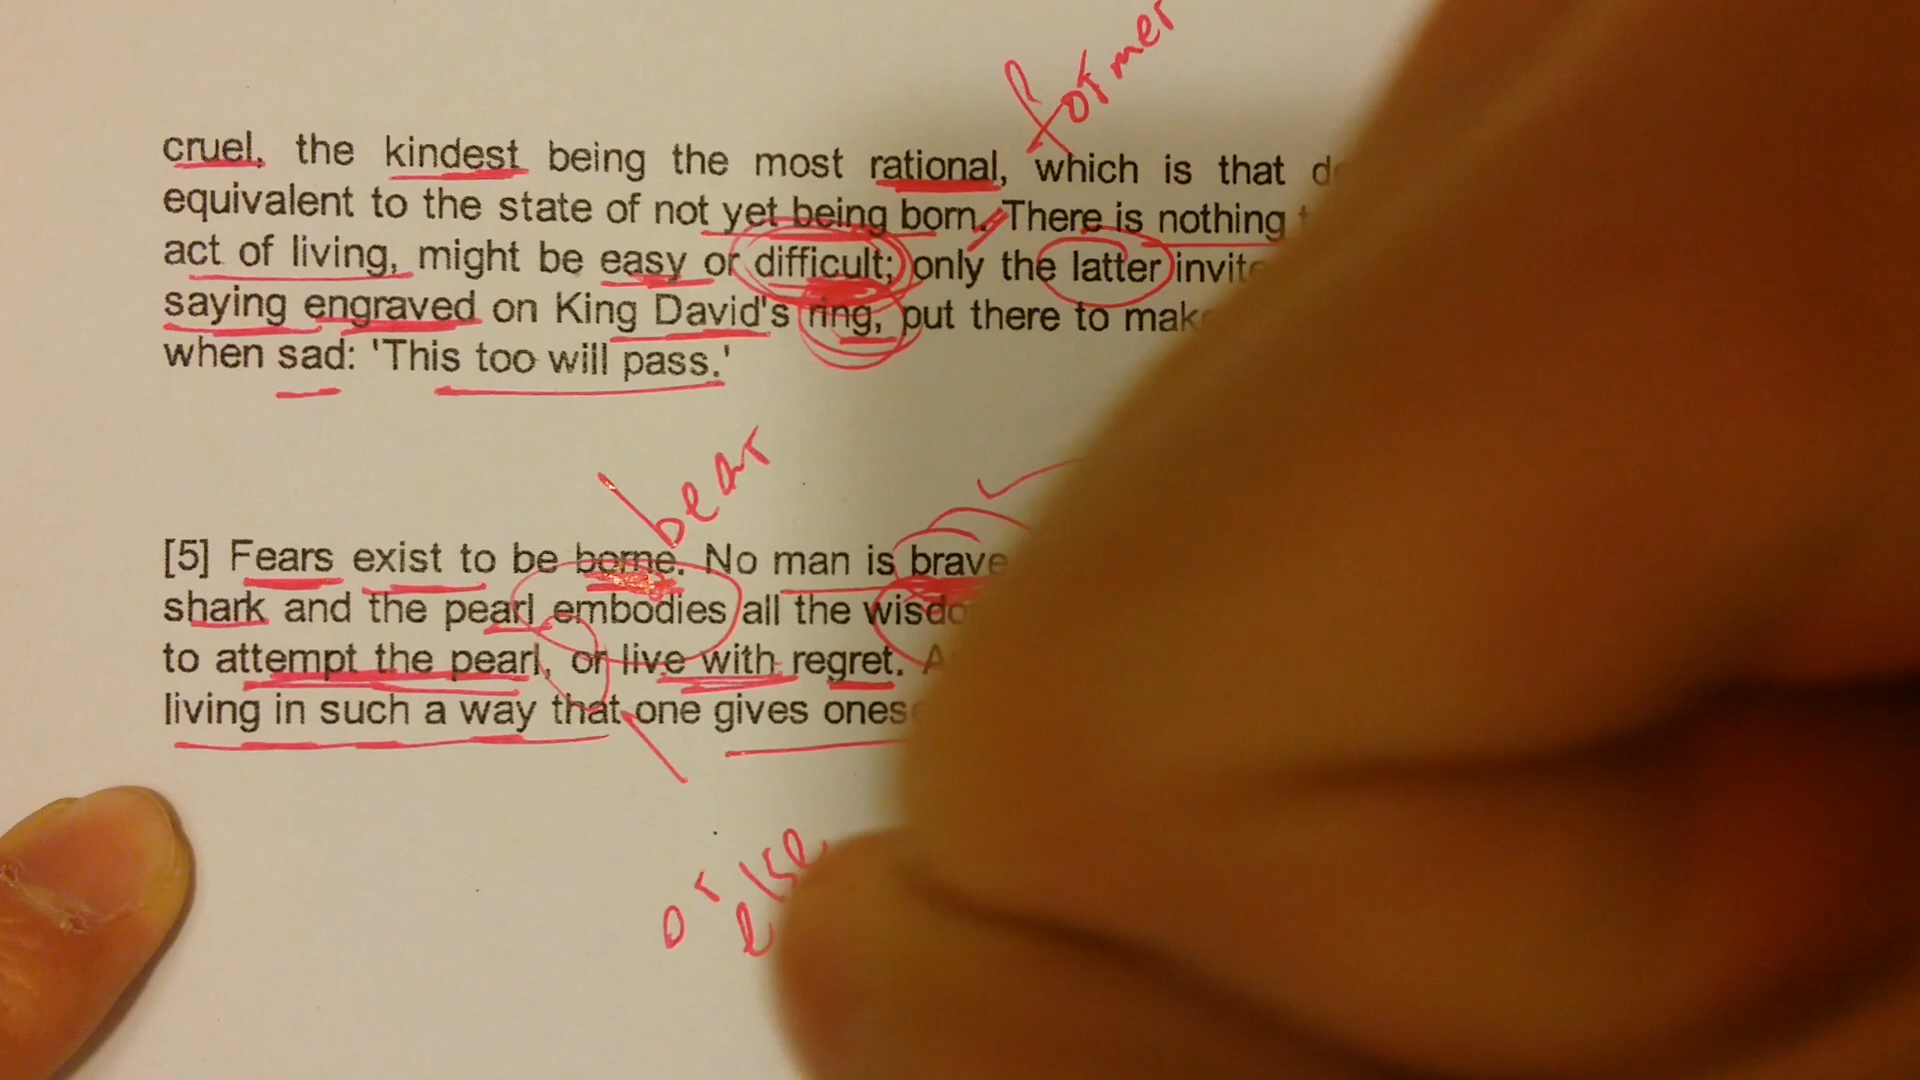 former
cruel, the kindest being the most rational, which is that
equivalent to the state of not yet being born. There is nothing
act of living, might be easy or difficult; only the latter invite
saying engraved on King David's ring, put there to make
when sad: 'This too will pass.'
bear
[5] Fears exist to be borne. No man is brave
shark and the pearl embodies all the
to attempt the pearl, or live with regret.
living in such a way that one gives
or else